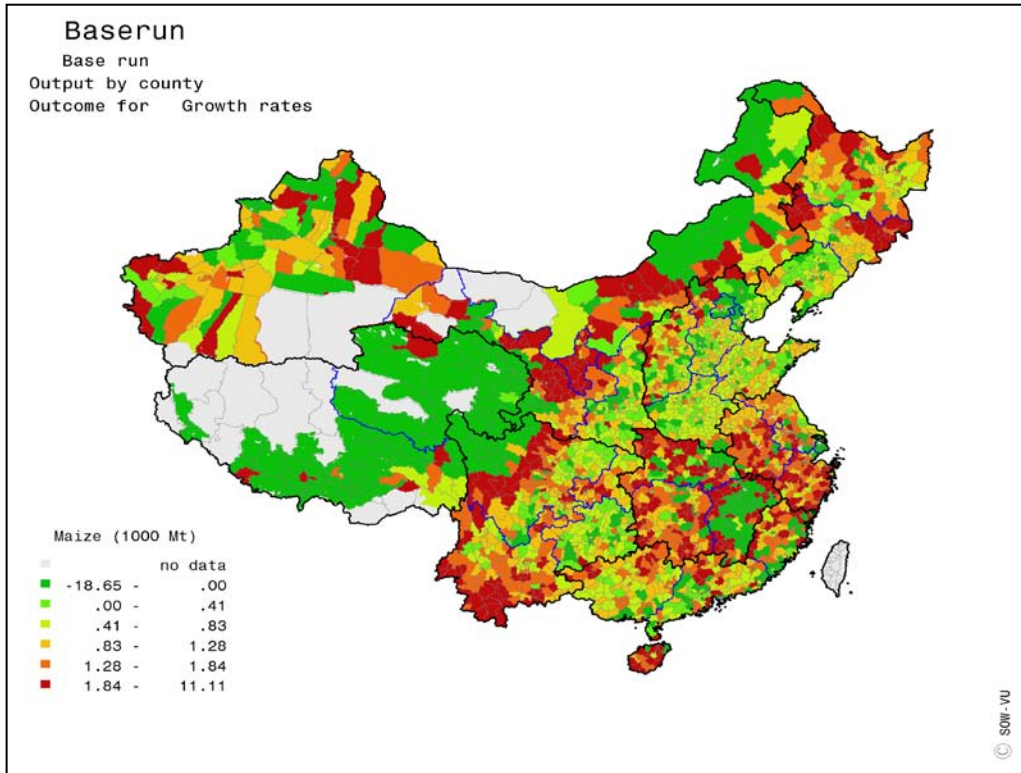 Baserun
Base run
Output by county
Outcome for Growth rates
Maize (1000 Mt)
no data
-18.65 - .00
.00 - .41
.41 - .83
.83 - 1.28
1.28 - 1.84
1.84 - 11.11
© SOW-VU